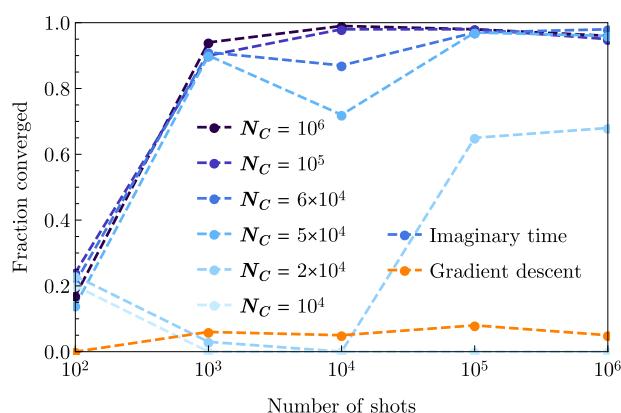 1.0
0.8
0.6
0.4
0.2
0.0
Fraction converged
N_C = 10^6
N_C = 10^5
N_C = 6×10^4
N_C = 5×10^4
N_C = 2×10^4
N_C = 10^4
Imaginary time
Gradient descent
10^2 10^3 10^4 10^5 10^6
Number of shots